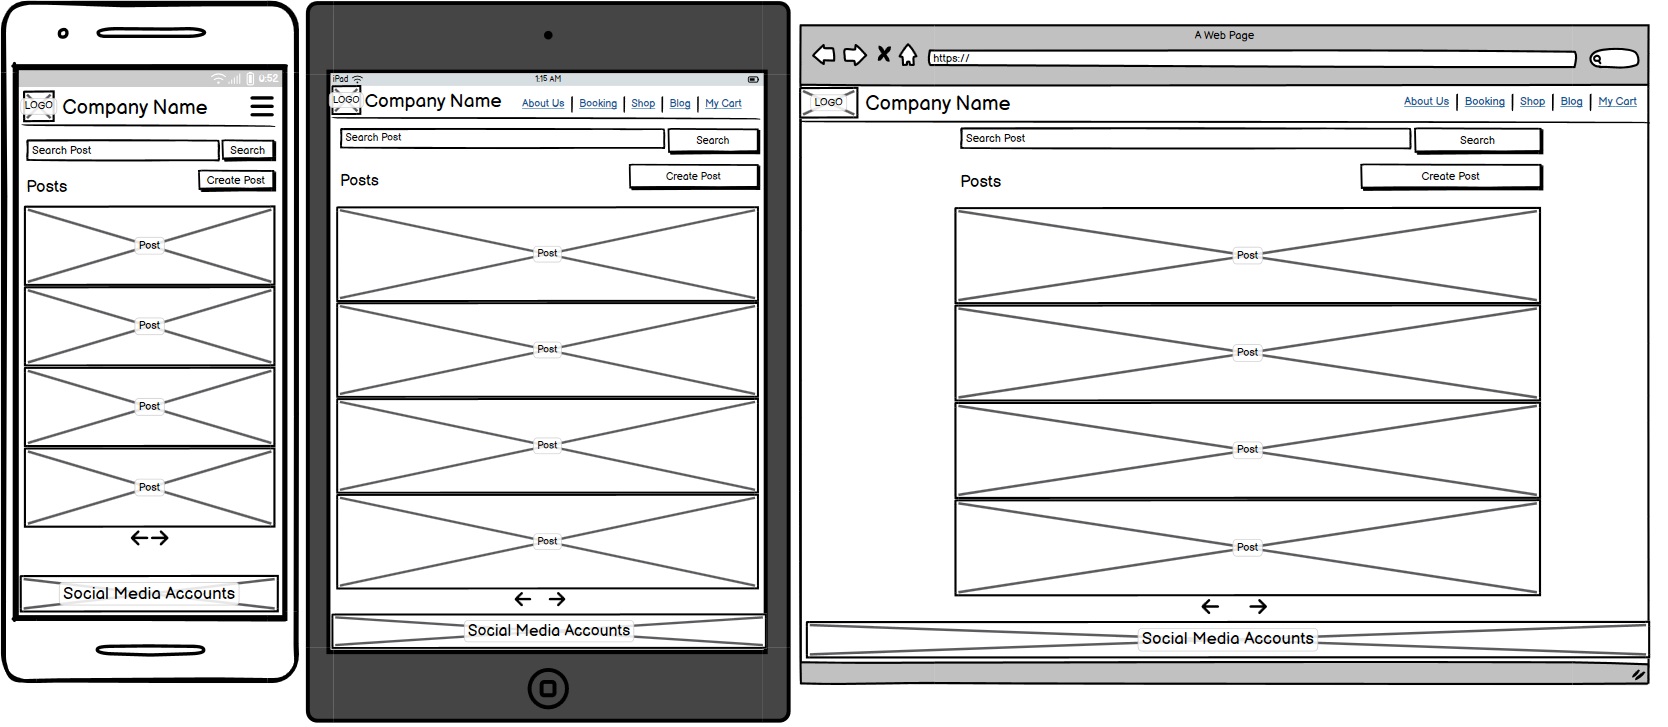 0:52
LOGO
Company Name
Search Post
Search
Posts
Create Post
Post
Post
Post
Post
Social Media Accounts
iPad
1:15 AM
LOGO
Company Name
About Us | Booking | Shop | Blog | My Cart
Search Post
Search
Posts
Create Post
Post
Post
Post
Post
Social Media Accounts
A Web Page
https://
LOGO
Company Name
About Us | Booking | Shop | Blog | My Cart
Search Post
Search
Posts
Create Post
Post
Post
Post
Post
Social Media Accounts